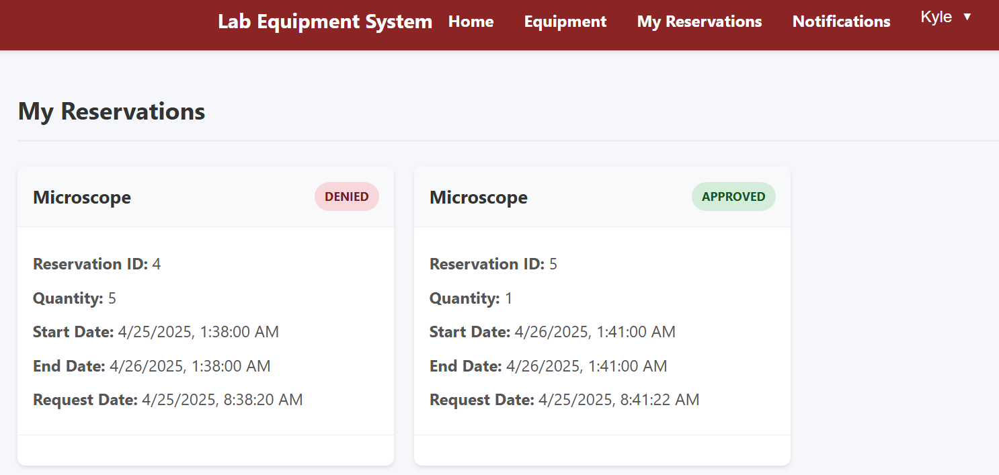 Lab Equipment System Home Equipment My Reservations Notifications Kyle ▼
My Reservations
Microscope DENIED
Reservation ID: 4
Quantity: 5
Start Date: 4/25/2025, 1:38:00 AM
End Date: 4/26/2025, 1:38:00 AM
Request Date: 4/25/2025, 8:38:20 AM
Microscope APPROVED
Reservation ID: 5
Quantity: 1
Start Date: 4/26/2025, 1:41:00 AM
End Date: 4/26/2025, 1:41:00 AM
Request Date: 4/25/2025, 8:41:22 AM